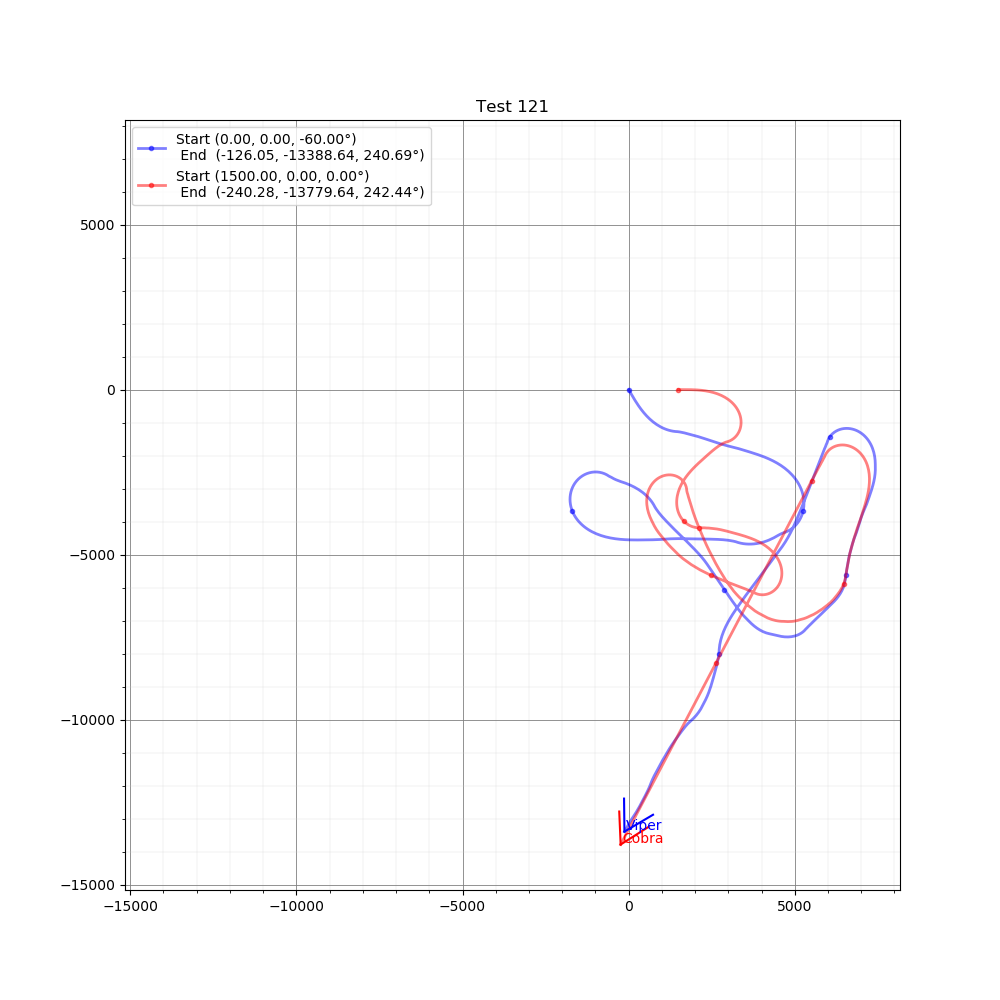 Test 121
Start (0.00, 0.00, -60.00°)
End  (-126.05, -13388.64, 240.69°)
Start (1500.00, 0.00, 0.00°)
End  (-240.28, -13779.64, 242.44°)
5000
0
−5000
−10000
−15000
Viper
Cobra
−15000
−10000
−5000
0
5000